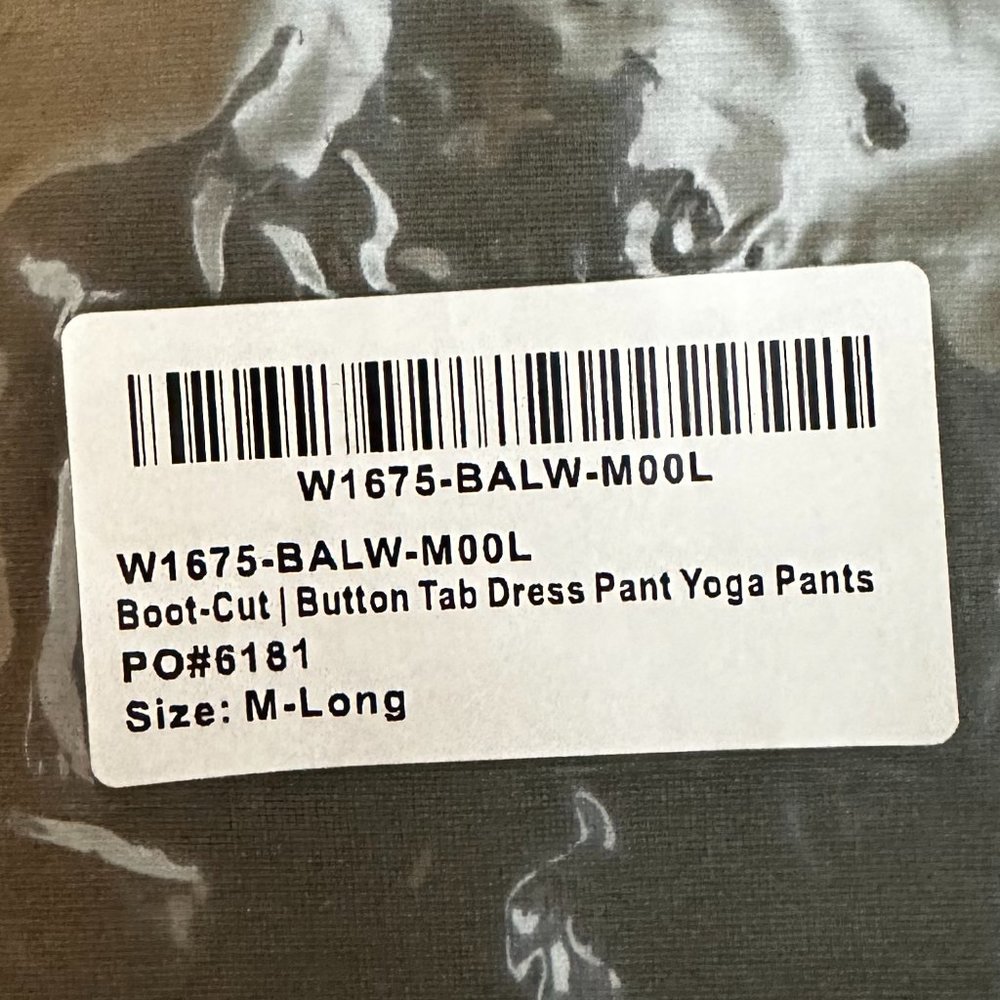 W1675-BALW-M00L
W1675-BALW-M00L
Boot-Cut | Button Tab Dress Pant Yoga Pants
PO#6181
Size: M-Long